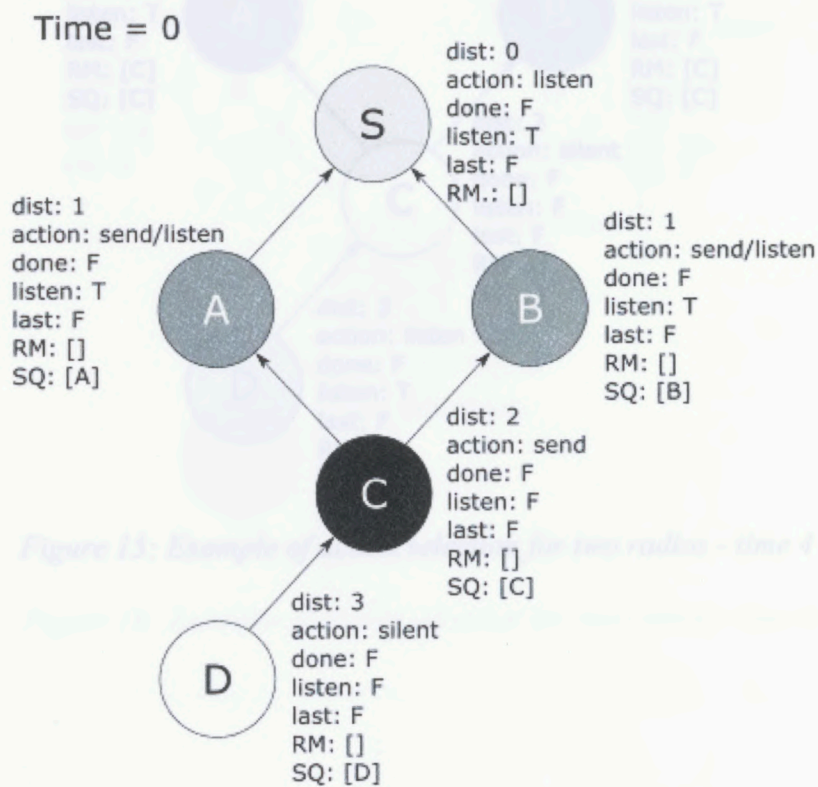 Time = 0
dist: 0
action: listen
done: F
listen: T
last: F
RM.: []
S
dist: 1
action: send/listen
done: F
listen: T
last: F
RM: []
SQ: [A]
A
dist: 1
action: send/listen
done: F
listen: T
last: F
RM: []
SQ: [B]
B
dist: 2
action: send
done: F
listen: F
last: F
RM: []
SQ: [C]
C
dist: 3
action: silent
done: F
listen: F
last: F
RM: []
SQ: [D]
D